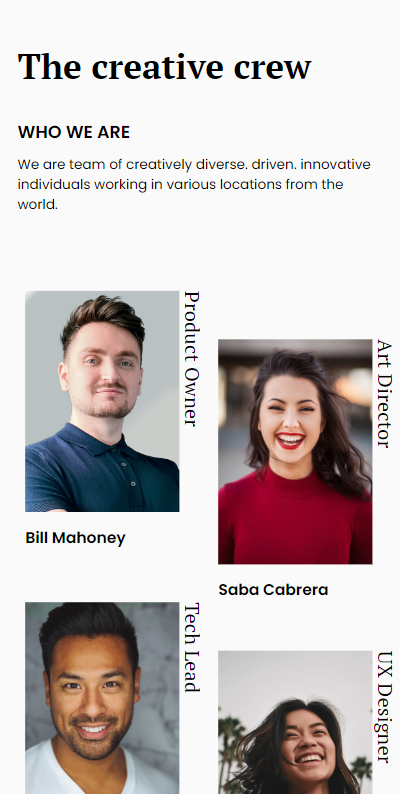 The creative crew
WHO WE ARE
We are team of creatively diverse. driven. innovative
individuals working in various locations from the
world.
Product Owner
Bill Mahoney
Art Director
Saba Cabrera
Tech Lead
UX Designer